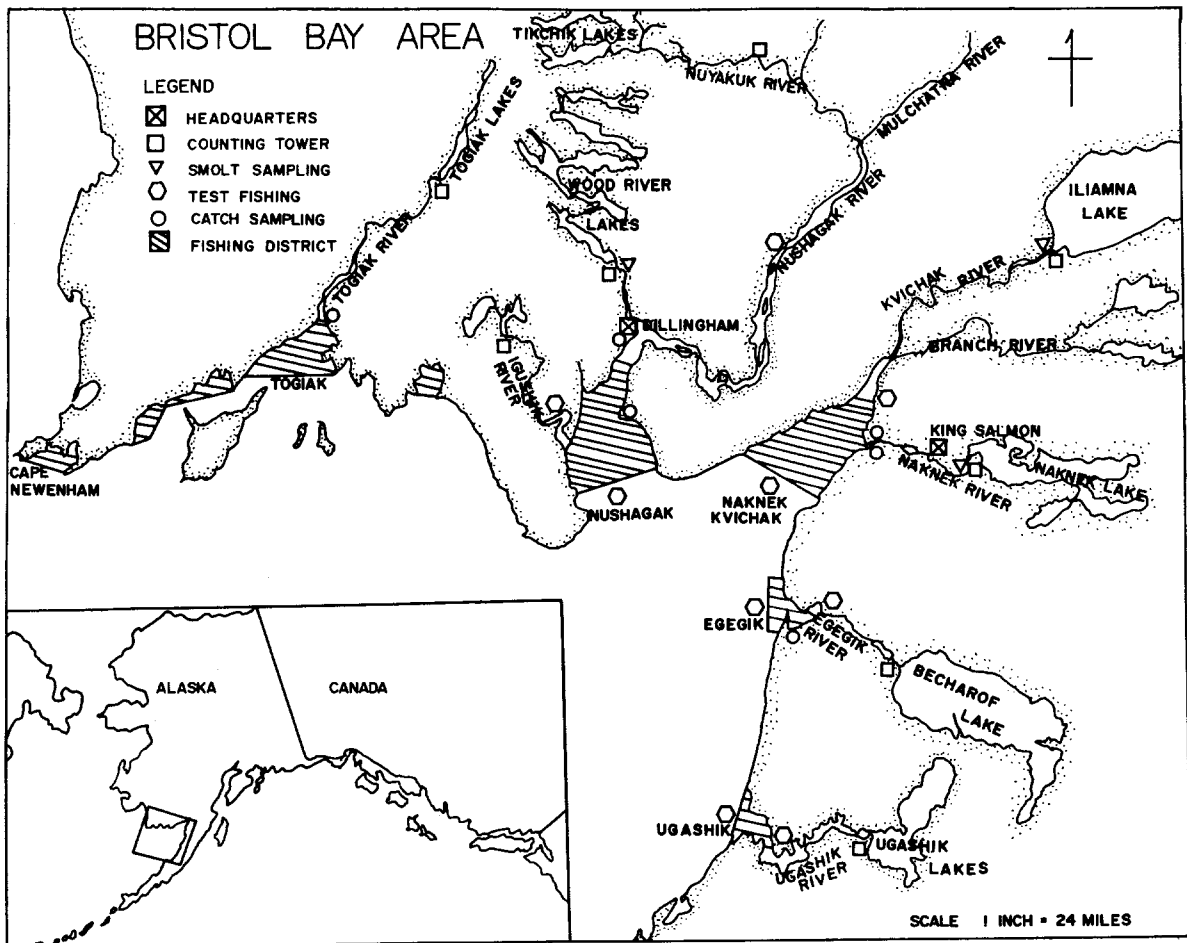 BRISTOL BAY AREA
LEGEND
HEADQUARTERS
COUNTING TOWER
SMOLT SAMPLING
TEST FISHING
CATCH SAMPLING
FISHING DISTRICT
TIKCHIK LAKES
NUYAKUK RIVER
MULCHATNA RIVER
TOGIAK LAKES
TOGIAK RIVER
WOOD RIVER
LAKES
NUSHAGAK RIVER
ILIAMNA
LAKE
KVICHAK RIVER
BRANCH RIVER
DILLINGHAM
IGUSHIK
RIVER
TOGIAK
CAPE
NEWENHAM
KING SALMON
NAKNEK LAKE
NAKNEK RIVER
NUSHAGAK
NAKNEK
KVICHAK
EGEGIK
EGEGIK
RIVER
BECHAROF
LAKE
ALASKA
CANADA
UGASHIK
UGASHIK
LAKES
UGASHIK
RIVER
SCALE 1 INCH = 24 MILES